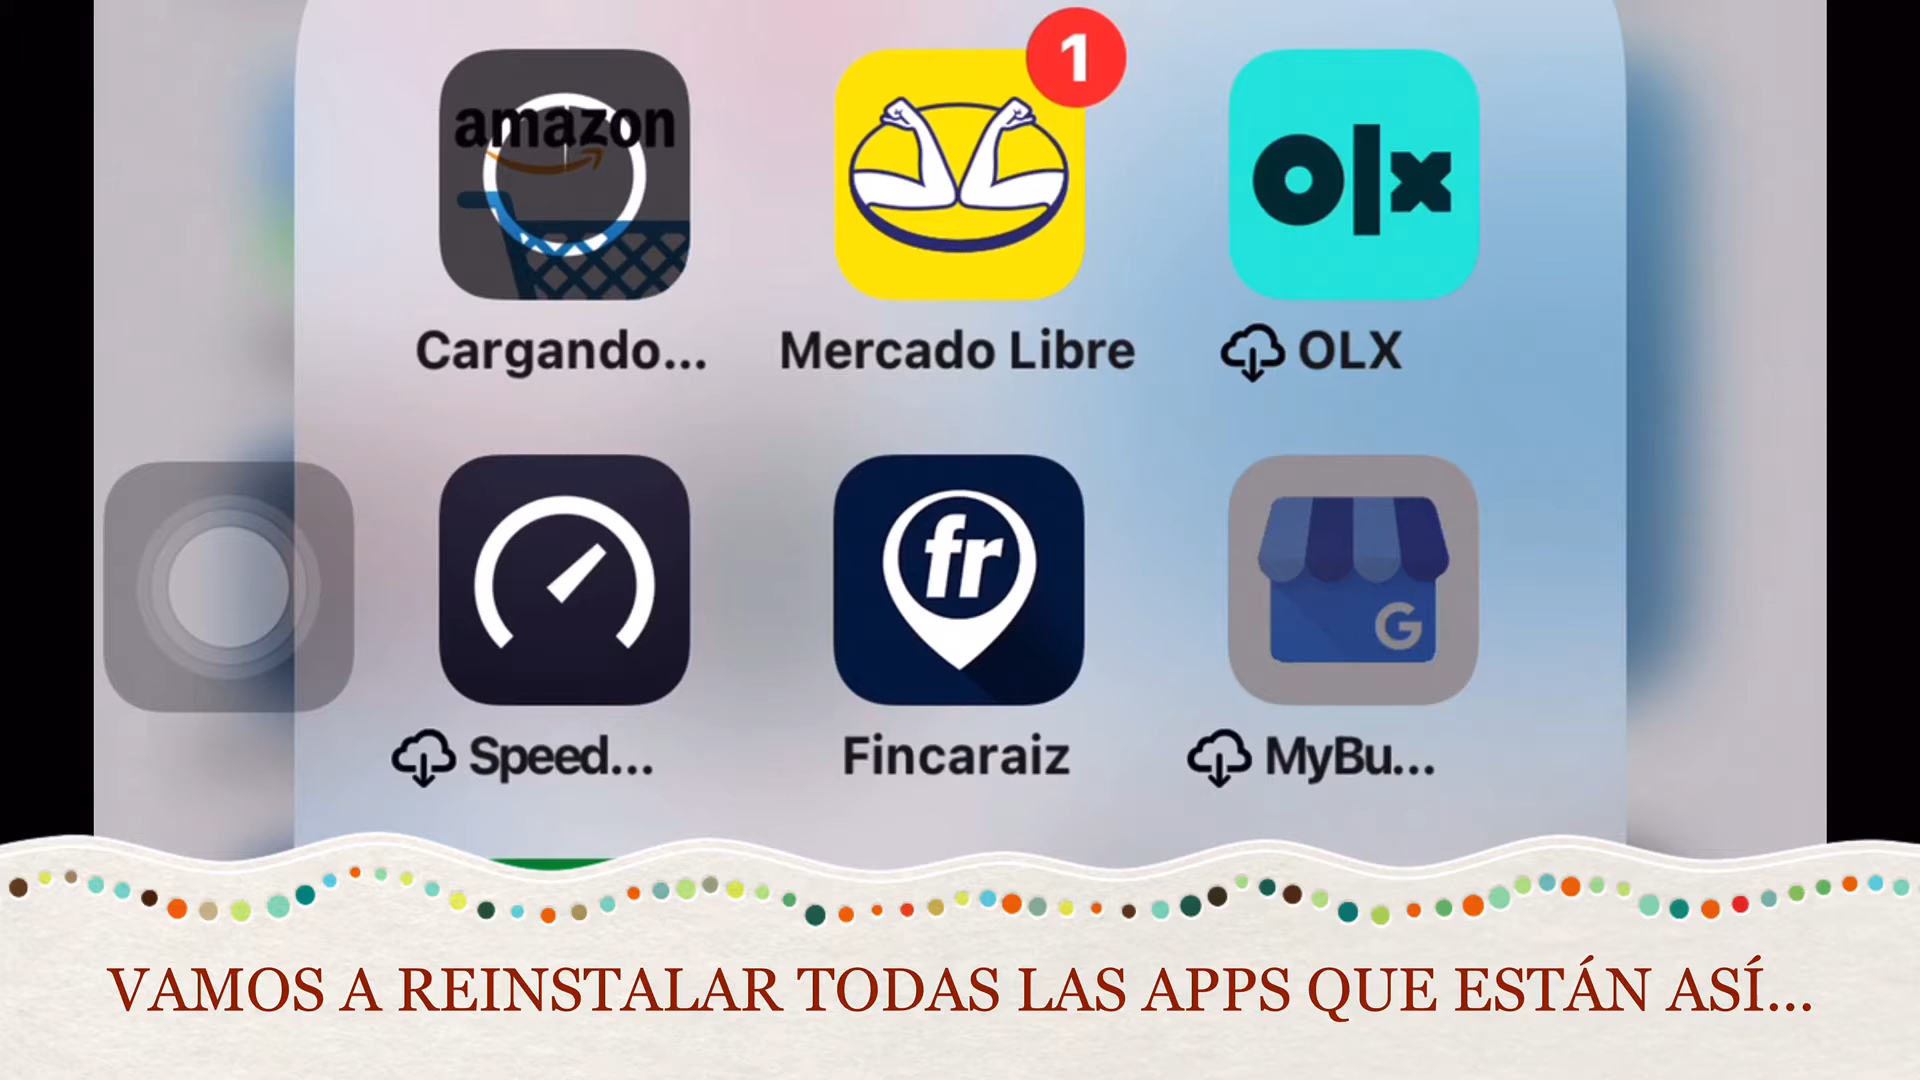 1
amazon
olx
Cargando...
Mercado Libre
OLX
fr
G
Speed...
Fincaraiz
MyBu...
VAMOS A REINSTALAR TODAS LAS APPS QUE ESTÁN ASÍ...